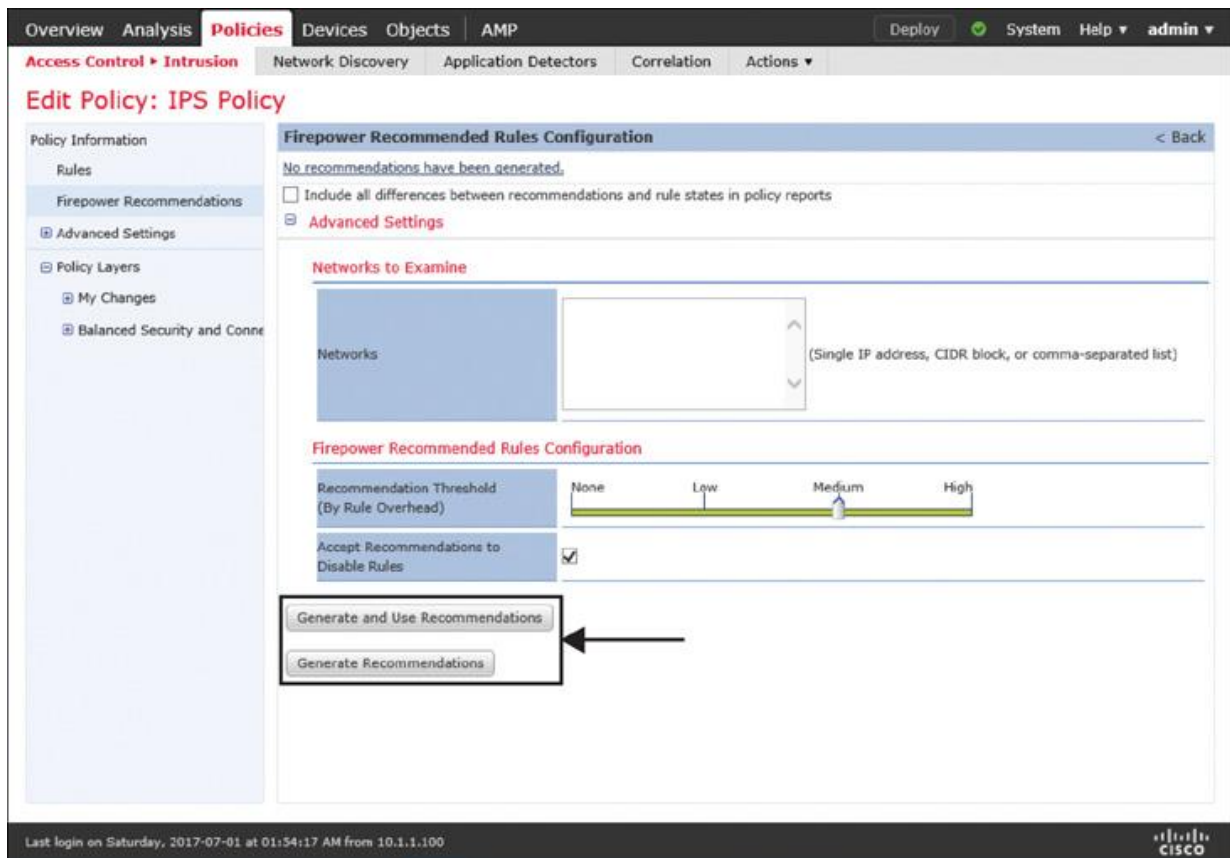 Overview Analysis Policies Devices Objects AMP Deploy System Help admin
Access Control Intrusion Network Discovery Application Detectors Correlation Actions
Edit Policy: IPS Policy
Policy Information
Rules
Firepower Recommendations
Advanced Settings
Policy Layers
My Changes
Balanced Security and Conne
Firepower Recommended Rules Configuration < Back
No recommendations have been generated.
Include all differences between recommendations and rule states in policy reports
Advanced Settings
Networks to Examine
Networks
(Single IP address, CIDR block, or comma-separated list)
Firepower Recommended Rules Configuration
Recommendation Threshold
(By Rule Overhead)
None Low Medium High
Accept Recommendations to
Disable Rules
Generate and Use Recommendations
Generate Recommendations
Last login on Saturday, 2017-07-01 at 01:54:17 AM from 10.1.1.100
CISCO